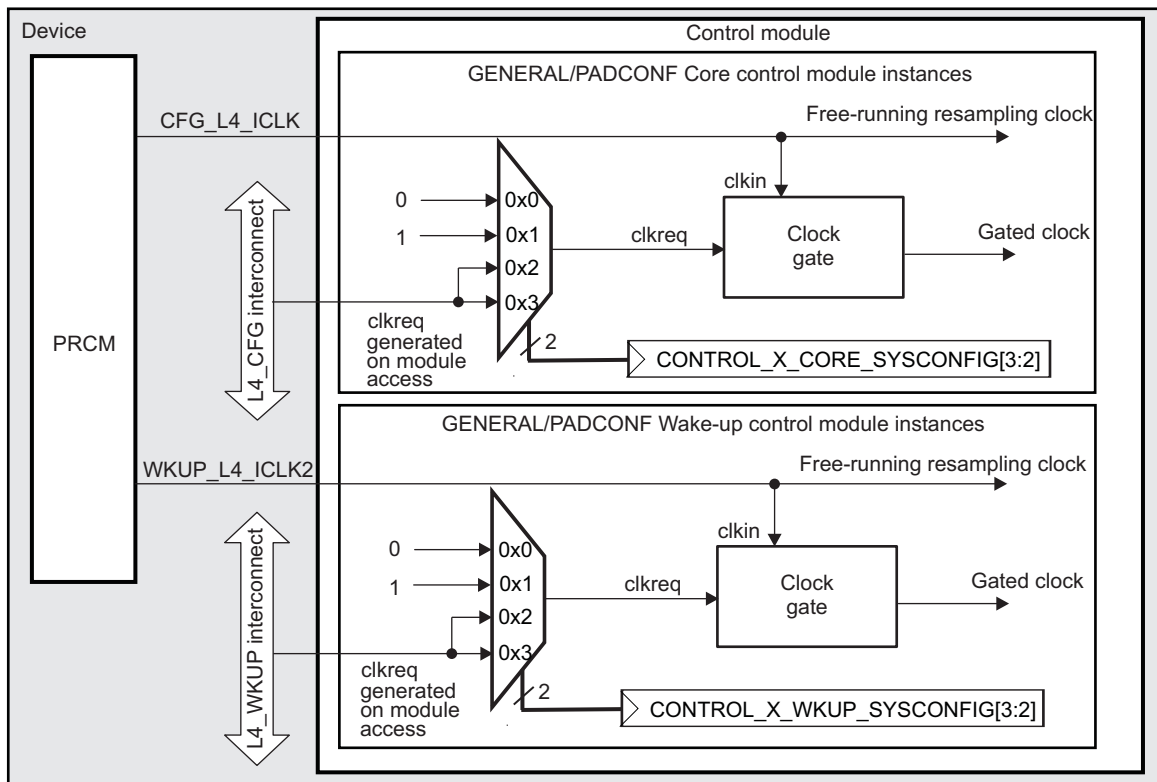 Device
Control module
GENERAL/PADCONF Core control module instances
CFG_L4_ICLK
Free-running resampling clock
clkin
0
0x0
1
0x1
clkreq
Clock
gate
Gated clock
0x2
0x3
L4_CFG interconnect
PRCM
clkreq
generated
on module
access
2
CONTROL_X_CORE_SYSCONFIG[3:2]
GENERAL/PADCONF Wake-up control module instances
WKUP_L4_ICLK2
Free-running resampling clock
clkin
0
0x0
1
0x1
clkreq
Clock
gate
Gated clock
0x2
0x3
L4_WKUP interconnect
clkreq
generated
on module
access
2
CONTROL_X_WKUP_SYSCONFIG[3:2]